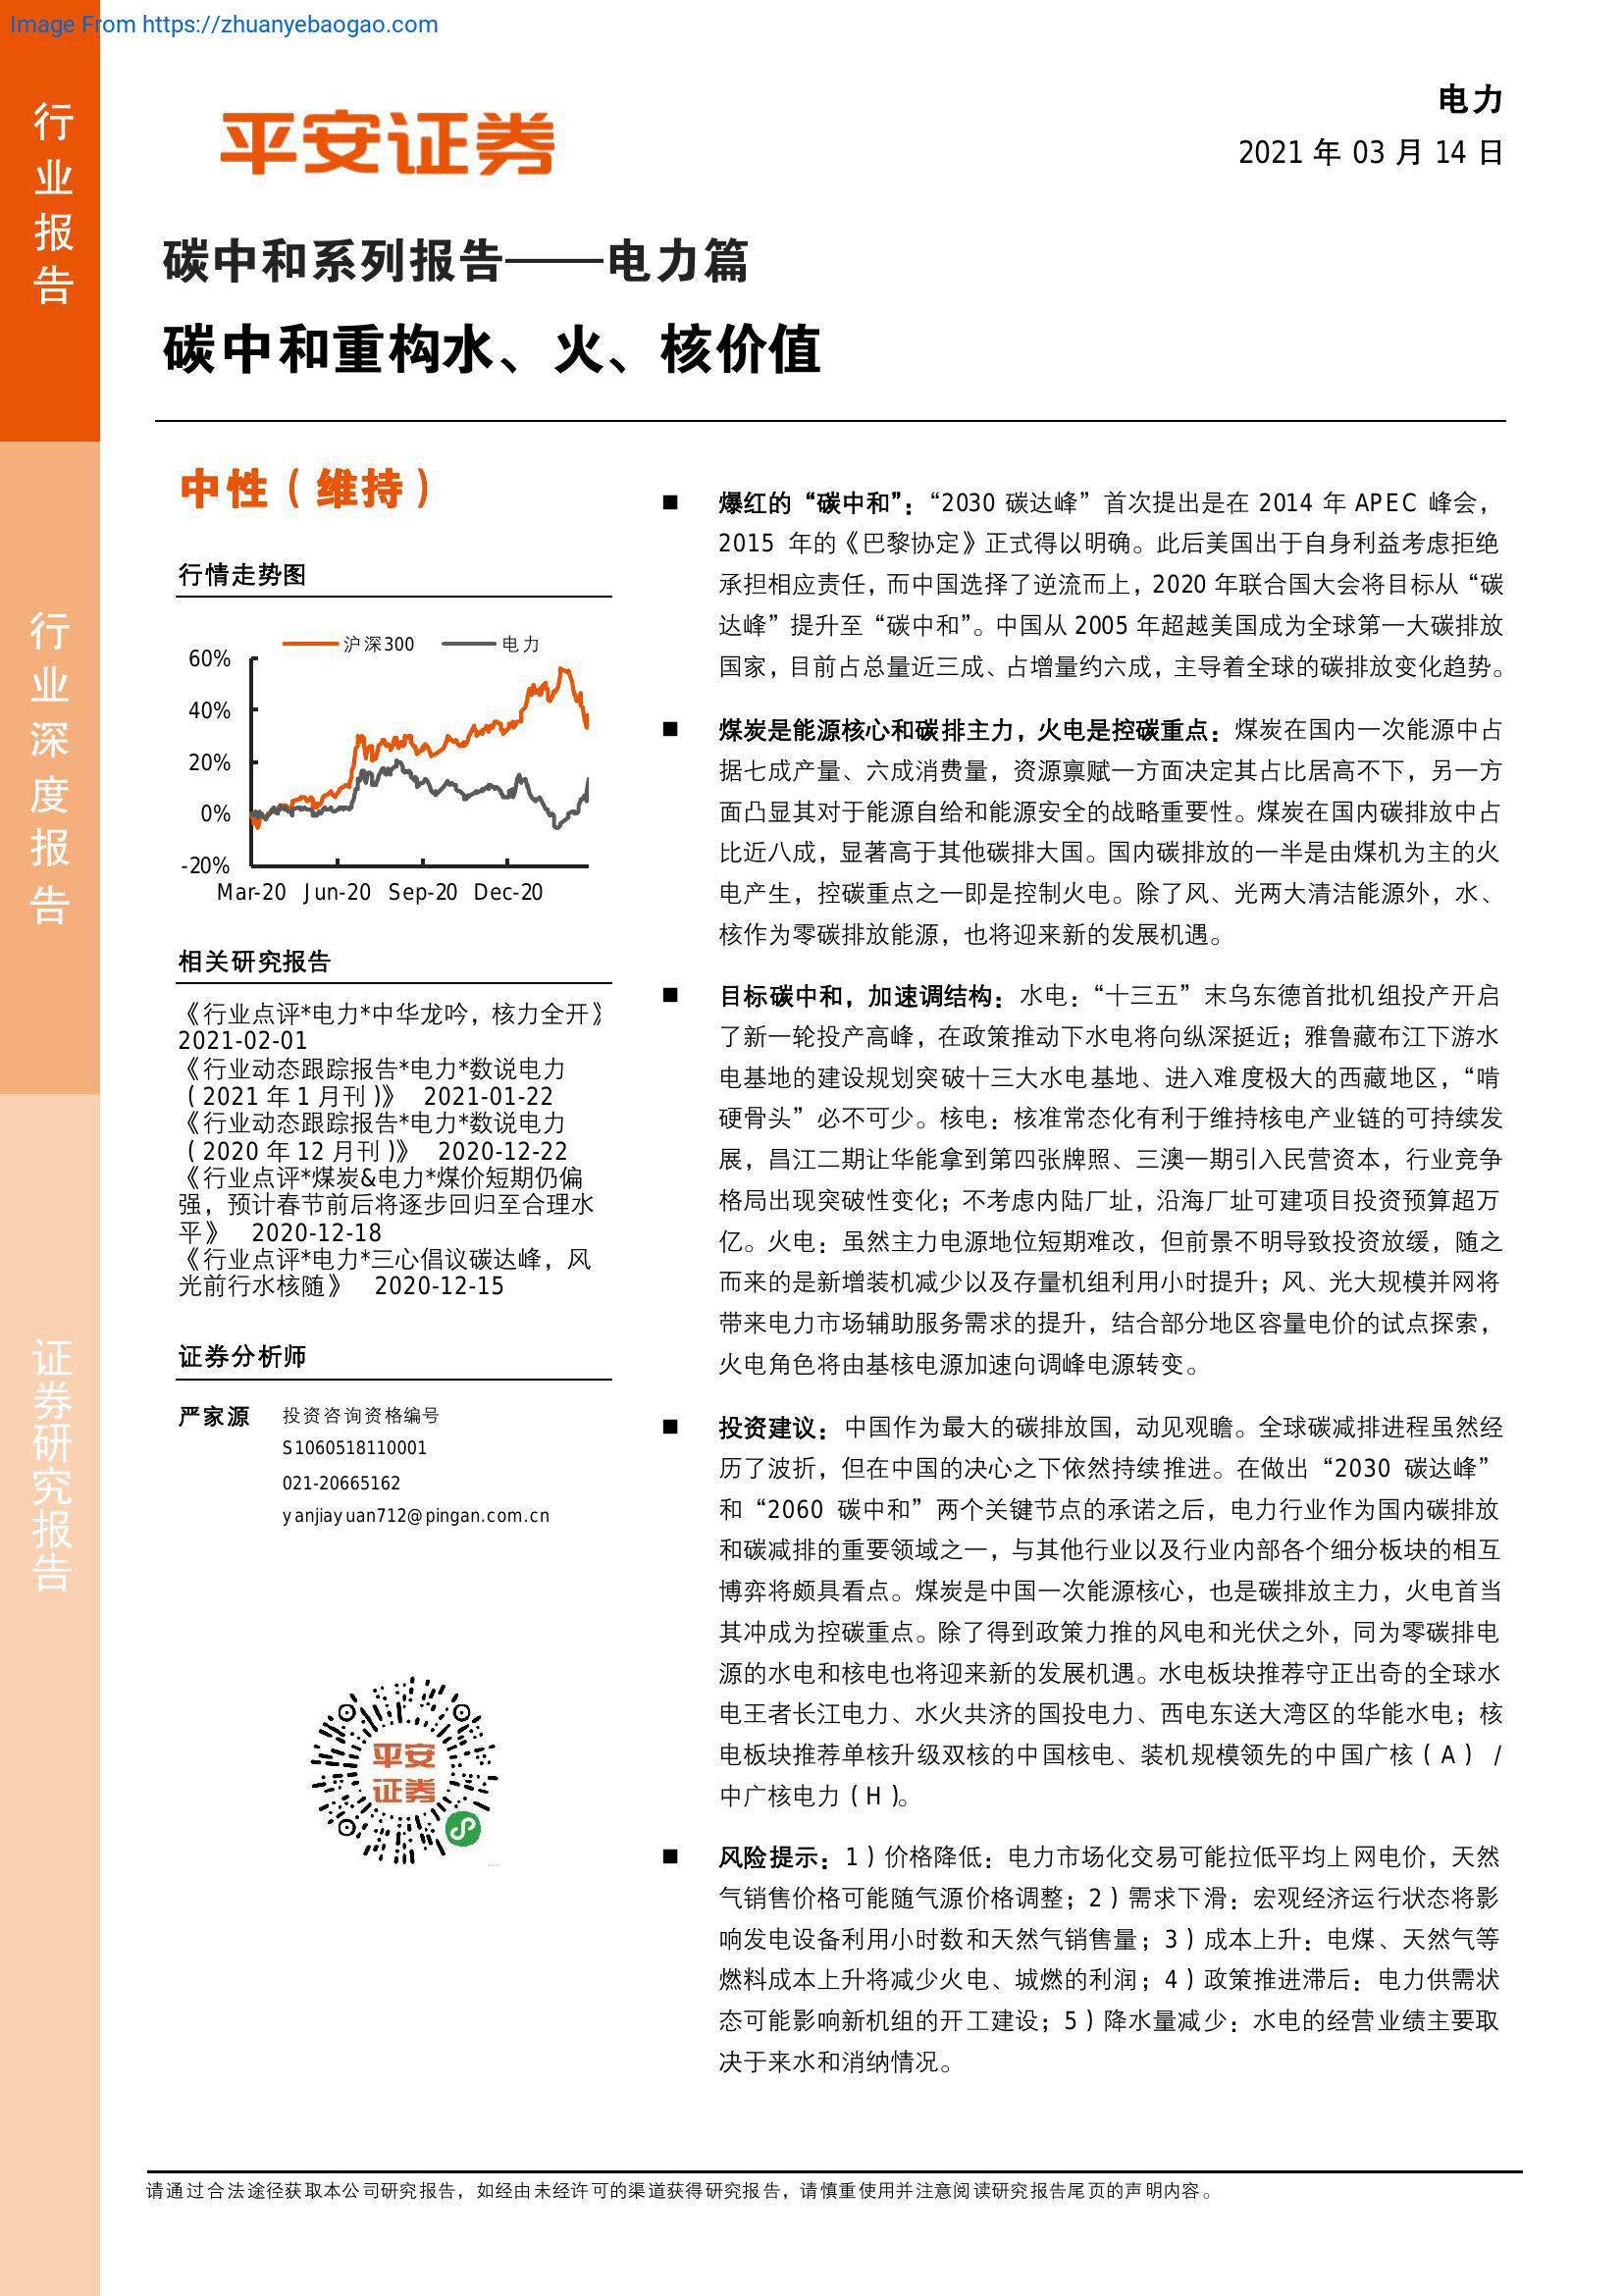 Image From https://zhuanyebaogao.com
行业报告
行业深度报告
证券研究报告
平安证券
电力
2021 年 03 月 14 日
碳中和系列报告——电力篇
碳中和重构水、火、核价值
中性（维持）
行情走势图
沪深300 电力
60%
40%
20%
0%
-20%
Mar-20 Jun-20 Sep-20 Dec-20
相关研究报告
《行业点评*电力*中华龙吟，核力全开》
2021-02-01
《行业动态跟踪报告*电力*数说电力
（2021 年 1 月刊）》 2021-01-22
《行业动态跟踪报告*电力*数说电力
（2020 年 12 月刊）》 2020-12-22
《行业点评*煤炭&电力*煤价短期仍偏
强，预计春节前后将逐步回归至合理水
平》 2020-12-18
《行业点评*电力*三心倡议碳达峰，风
光前行水核随》 2020-12-15
证券分析师
严家源 投资咨询资格编号
S1060518110001
021-20665162
yanjiayuan712@pingan.com.cn
平安
证券
■ 爆红的“碳中和”：“2030 碳达峰”首次提出是在 2014 年 APEC 峰会，
2015 年的《巴黎协定》正式得以明确。此后美国出于自身利益考虑拒绝
承担相应责任，而中国选择了逆流而上，2020 年联合国大会将目标从“碳
达峰”提升至“碳中和”。中国从 2005 年超越美国成为全球第一大碳排放
国家，目前占总量近三成、占增量约六成，主导着全球的碳排放变化趋势。
■ 煤炭是能源核心和碳排主力，火电是控碳重点：煤炭在国内一次能源中占
据七成产量、六成消费量，资源禀赋一方面决定其占比居高不下，另一方
面凸显其对于能源自给和能源安全的战略重要性。煤炭在国内碳排放中占
比近八成，显著高于其他碳排大国。国内碳排放的一半是由煤机为主的火
电产生，控碳重点之一即是控制火电。除了风、光两大清洁能源外，水、
核作为零碳排放能源，也将迎来新的发展机遇。
■ 目标碳中和，加速调结构：水电：“十三五”末乌东德首批机组投产开启
了新一轮投产高峰，在政策推动下水电将向纵深挺近；雅鲁藏布江下游水
电基地的建设规划突破十三大水电基地、进入难度极大的西藏地区，“啃
硬骨头”必不可少。核电：核准常态化有利于维持核电产业链的可持续发
展，昌江二期让华能拿到第四张牌照、三澳一期引入民营资本，行业竞争
格局出现突破性变化；不考虑内陆厂址，沿海厂址可建项目投资预算超万
亿。火电：虽然主力电源地位短期难改，但前景不明导致投资放缓，随之
而来的是新增装机减少以及存量机组利用小时提升；风、光大规模并网将
带来电力市场辅助服务需求的提升，结合部分地区容量电价的试点探索，
火电角色将由基核电源加速向调峰电源转变。
■ 投资建议：中国作为最大的碳排放国，动见观瞻。全球碳减排进程虽然经
历了波折，但在中国的决心之下依然持续推进。在做出“2030 碳达峰”
和“2060 碳中和”两个关键节点的承诺之后，电力行业作为国内碳排放
和碳减排的重要领域之一，与其他行业以及行业内部各个细分板块的相互
博弈将颇具看点。煤炭是中国一次能源核心，也是碳排放主力，火电首当
其冲成为控碳重点。除了得到政策力推的风电和光伏之外，同为零碳排电
源的水电和核电也将迎来新的发展机遇。水电板块推荐守正出奇的全球水
电王者长江电力、水火共济的国投电力、西电东送大湾区的华能水电；核
电板块推荐单核升级双核的中国核电、装机规模领先的中国广核（A）/
中广核电力（H）。
■ 风险提示：1）价格降低：电力市场化交易可能拉低平均上网电价，天然
气销售价格可能随气源价格调整；2）需求下滑：宏观经济运行状态将影
响发电设备利用小时数和天然气销售量；3）成本上升：电煤、天然气等
燃料成本上升将减少火电、城燃的利润；4）政策推进滞后：电力供需状
态可能影响新机组的开工建设；5）降水量减少：水电的经营业绩主要取
决于来水和消纳情况。
请通过合法途径获取本公司研究报告，如经由未经许可的渠道获得研究报告，请慎重使用并注意阅读研究报告尾页的声明内容。